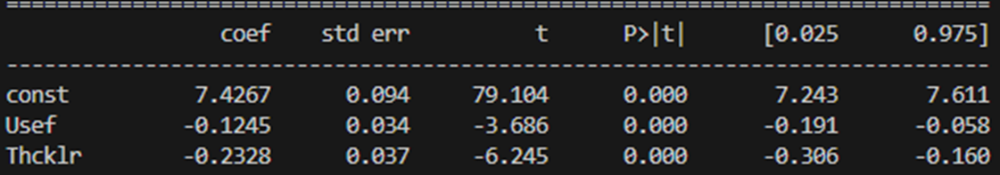 ==============================================================================
coef std err t P>|t| [0.025 0.975]
------------------------------------------------------------------------------
const 7.4267 0.094 79.104 0.000 7.243 7.611
Usef -0.1245 0.034 -3.686 0.000 -0.191 -0.058
Thcklr -0.2328 0.037 -6.245 0.000 -0.306 -0.160